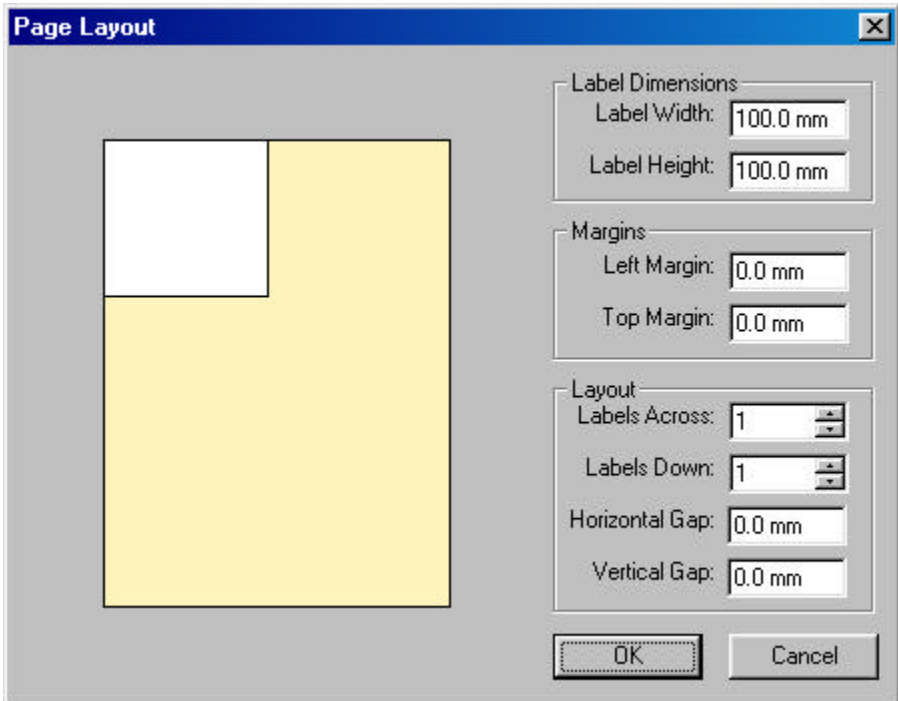 Page Layout
Label Dimensions
Label Width: 100.0 mm
Label Height: 100.0 mm
Margins
Left Margin: 0.0 mm
Top Margin: 0.0 mm
Layout
Labels Across: 1
Labels Down: 1
Horizontal Gap: 0.0 mm
Vertical Gap: 0.0 mm
OK Cancel